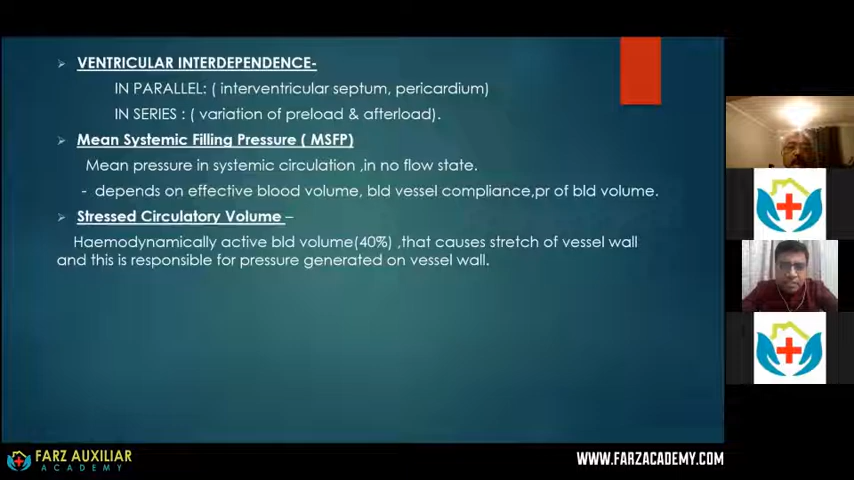 VENTRICULAR INTERDEPENDENCE-
IN PARALLEL: ( interventricular septum, pericardium)
IN SERIES : ( variation of preload & afterload).
Mean Systemic Filling Pressure ( MSFP)
Mean pressure in systemic circulation ,in no flow state.
- depends on effective blood volume, bld vessel compliance,pr of bld volume.
Stressed Circulatory Volume –
Haemodynamically active bld volume(40%) ,that causes stretch of vessel wall
and this is responsible for pressure generated on vessel wall.
FARZ AUXILIAR
ACADEMY
WWW.FARZACADEMY.COM